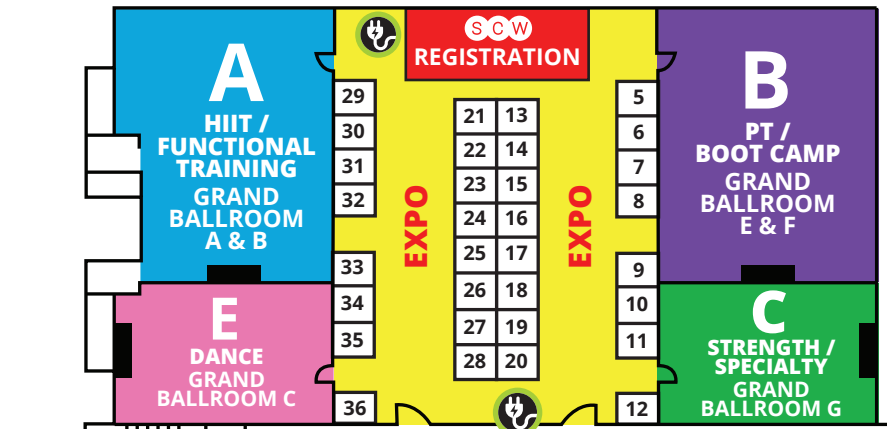 A
HIIT /
FUNCTIONAL
TRAINING
GRAND
BALLROOM
A & B
E
DANCE
GRAND
BALLROOM C
29
30
31
32
33
34
35
36
SCW
REGISTRATION
EXPO
21 13
22 14
23 15
24 16
25 17
26 18
27 19
28 20
EXPO
5
6
7
8
9
10
11
12
B
PT /
BOOT CAMP
GRAND
BALLROOM
E & F
C
STRENGTH /
SPECIALTY
GRAND
BALLROOM G